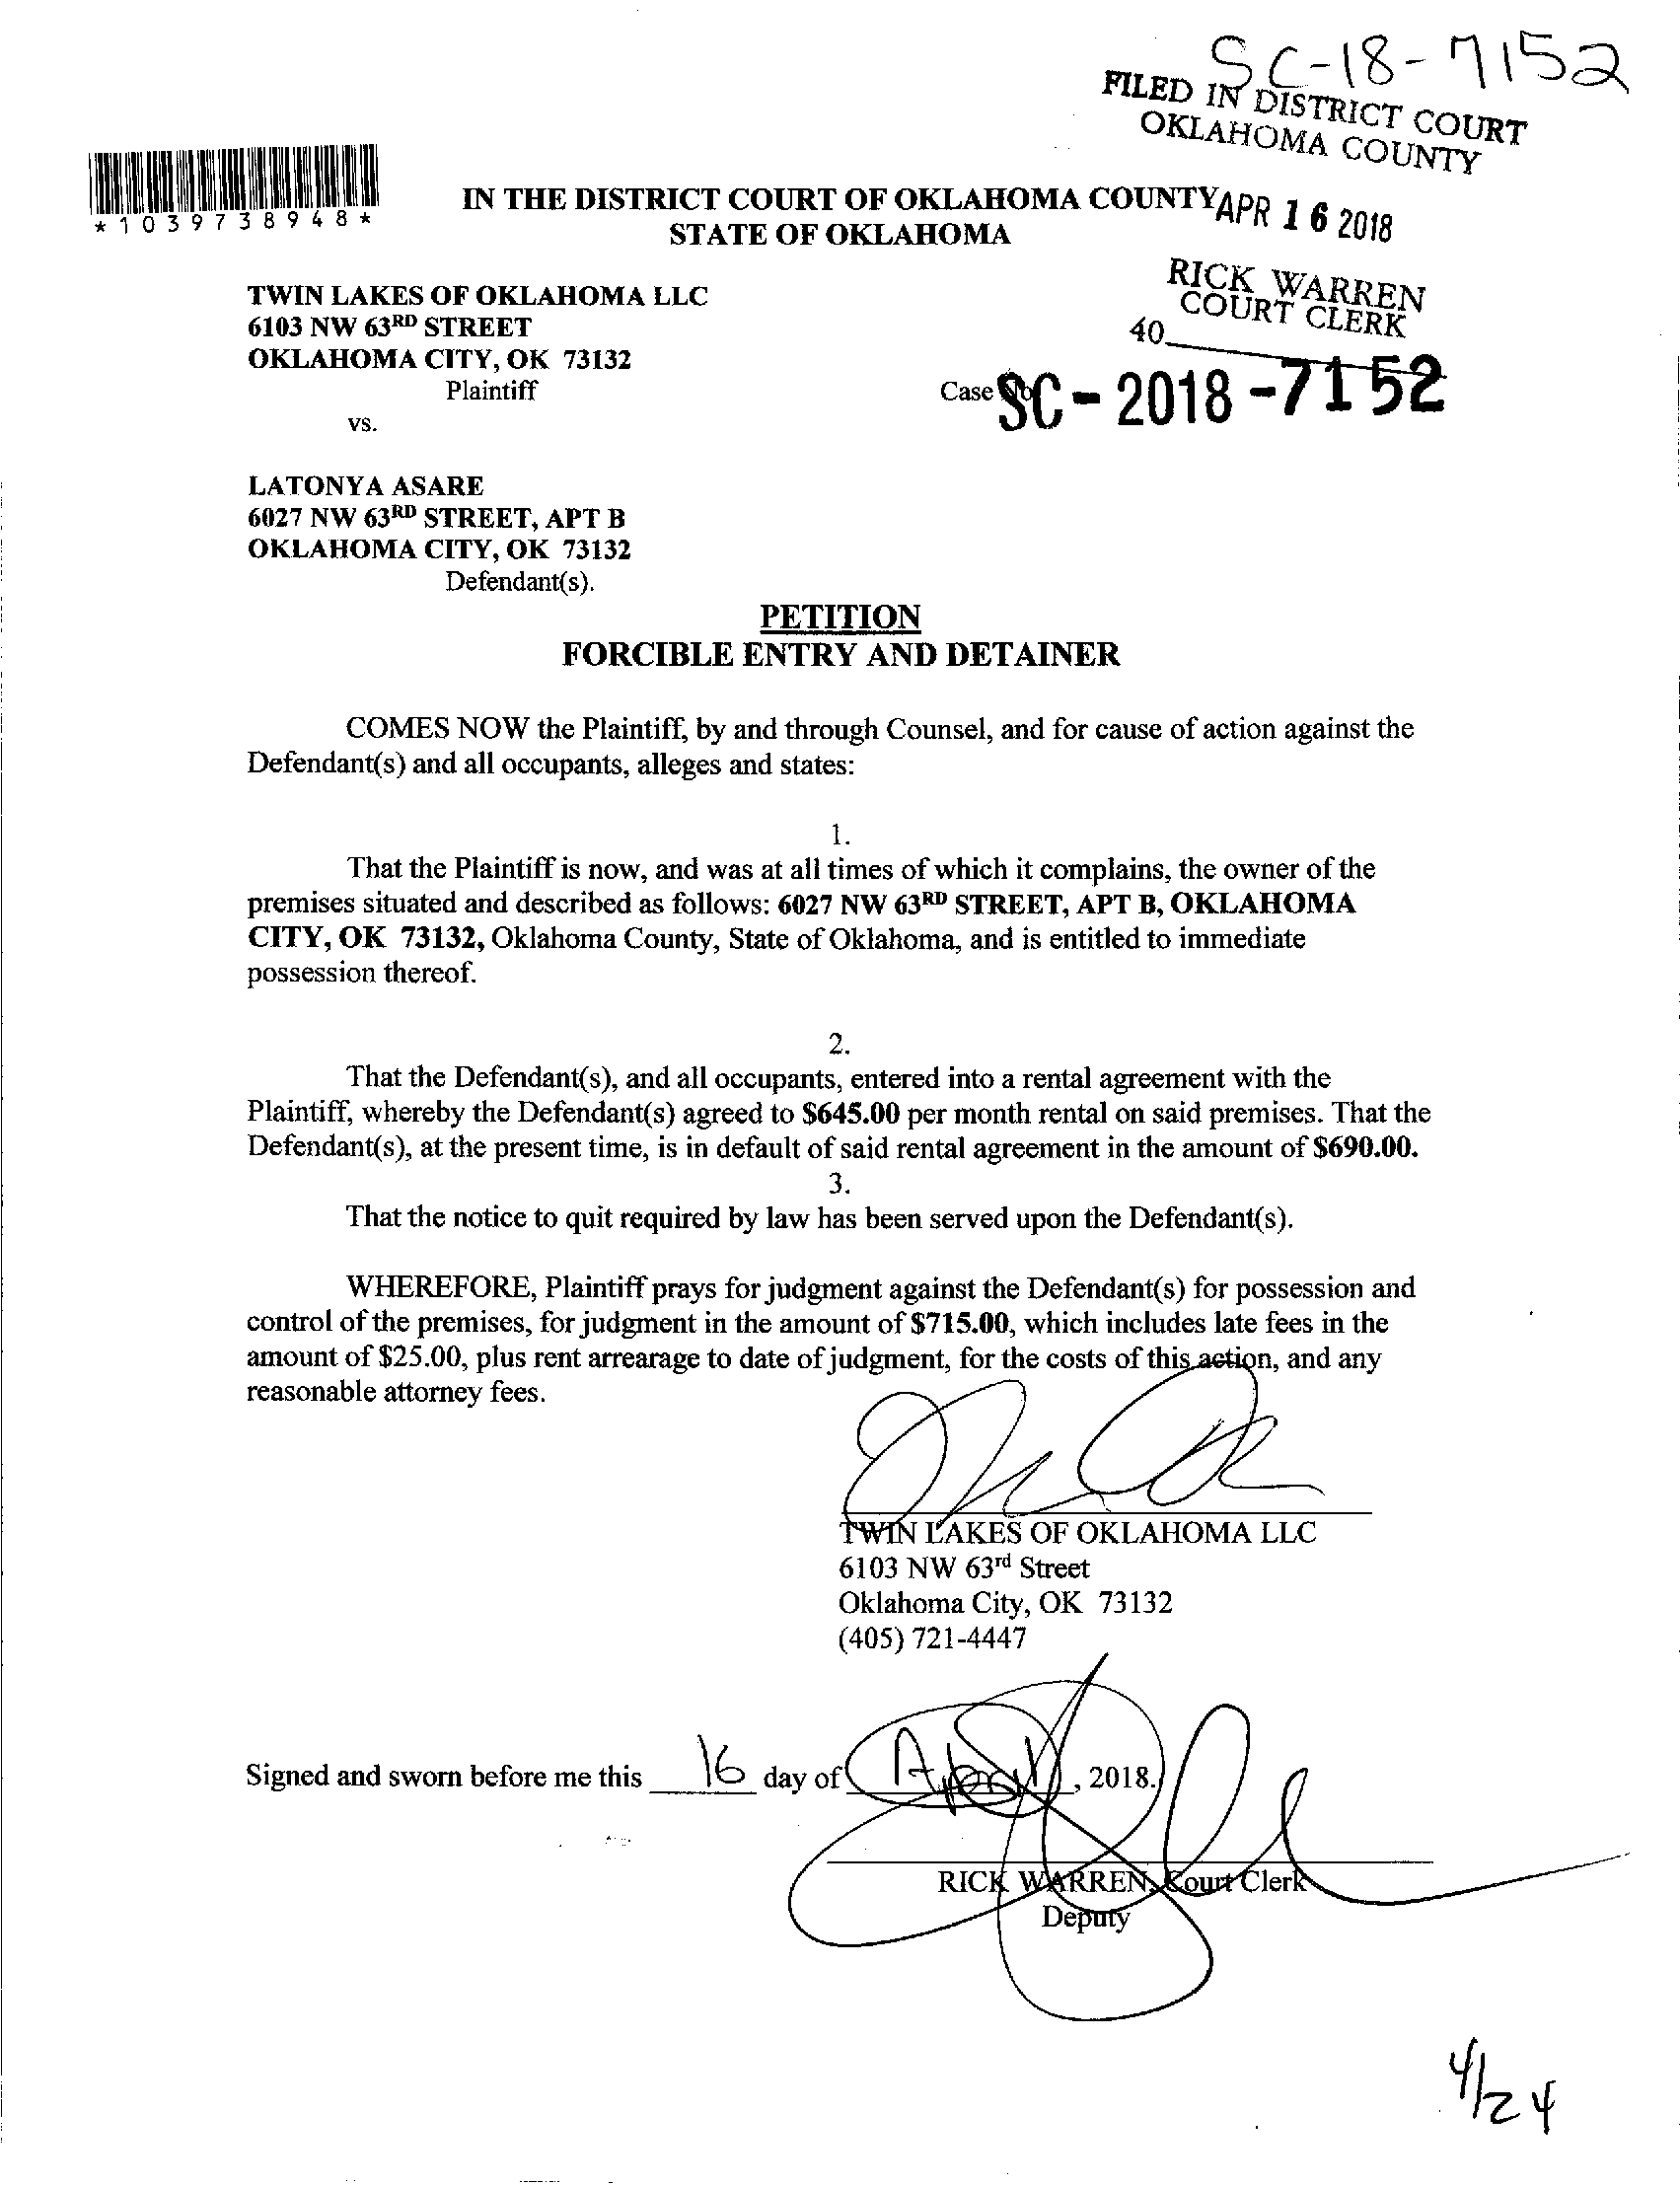 SC-18-7152
FILED IN DISTRICT COURT
OKLAHOMA COUNTY
*1039738948*
IN THE DISTRICT COURT OF OKLAHOMA COUNTY
APR 16 2018
STATE OF OKLAHOMA
RICK WARREN
COURT CLERK
40
TWIN LAKES OF OKLAHOMA LLC
6103 NW 63RD STREET
OKLAHOMA CITY, OK 73132
Plaintiff
Case No. SC - 2018 - 7152
vs.
LATONYA ASARE
6027 NW 63RD STREET, APT B
OKLAHOMA CITY, OK 73132
Defendant(s).
PETITION
FORCIBLE ENTRY AND DETAINER
COMES NOW the Plaintiff, by and through Counsel, and for cause of action against the
Defendant(s) and all occupants, alleges and states:
1.
That the Plaintiff is now, and was at all times of which it complains, the owner of the
premises situated and described as follows: 6027 NW 63RD STREET, APT B, OKLAHOMA
CITY, OK 73132, Oklahoma County, State of Oklahoma, and is entitled to immediate
possession thereof.
2.
That the Defendant(s), and all occupants, entered into a rental agreement with the
Plaintiff, whereby the Defendant(s) agreed to $645.00 per month rental on said premises. That the
Defendant(s), at the present time, is in default of said rental agreement in the amount of $690.00.
3.
That the notice to quit required by law has been served upon the Defendant(s).
WHEREFORE, Plaintiff prays for judgment against the Defendant(s) for possession and
control of the premises, for judgment in the amount of $715.00, which includes late fees in the
amount of $25.00, plus rent arrearage to date of judgment, for the costs of this action, and any
reasonable attorney fees.
TWIN LAKES OF OKLAHOMA LLC
6103 NW 63rd Street
Oklahoma City, OK 73132
(405) 721-4447
Signed and sworn before me this 16 day of April, 2018.
RICK WARREN, Court Clerk
Deputy
4/24